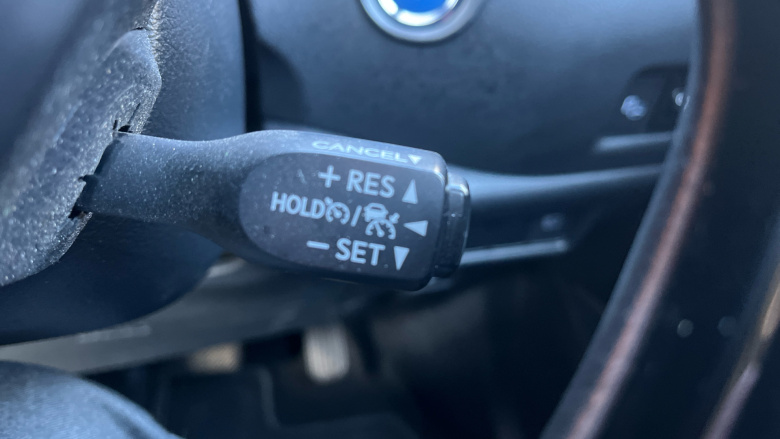 CANCEL▼
+ RES ▲
HOLD / ◀
− SET ▼